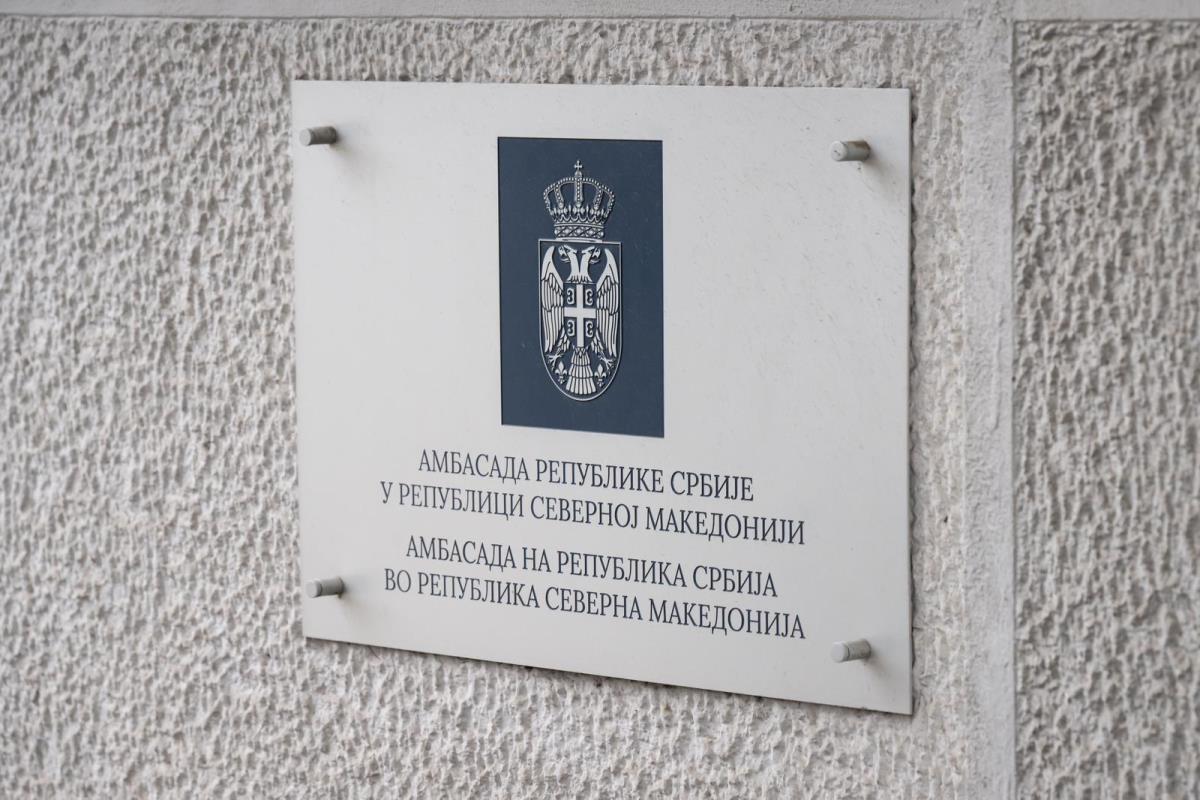 АМБАСАДА РЕПУБЛИКЕ СРБИЈЕ
У РЕПУБЛИЦИ СЕВЕРНОЈ МАКЕДОНИЈИ
АМБАСАДА НА РЕПУБЛИКА СРБИЈА
ВО РЕПУБЛИКА СЕВЕРНА МАКЕДОНИЈА